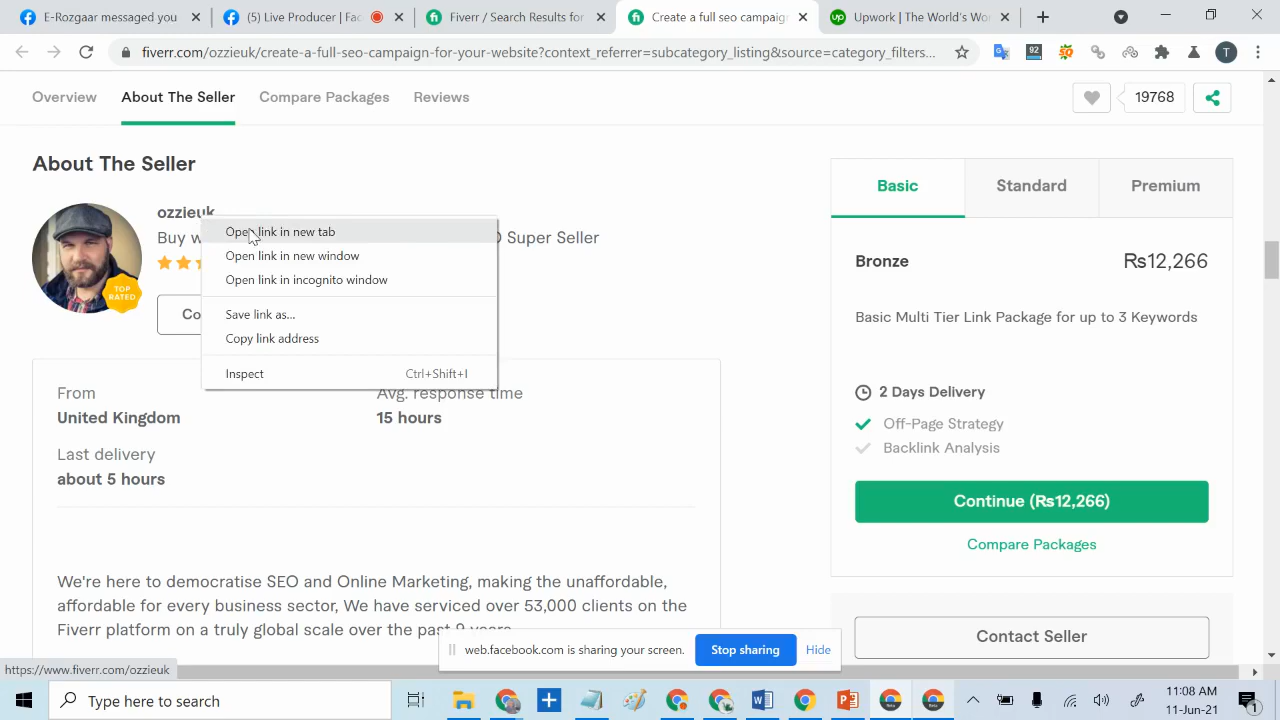 E-Rozgar messaged you
(5) Live Producer | Fac
Fiverr / Search Results for
Create a full seo campaign
Upwork | The World's Wo
fiverr.com/ozzieuk/create-a-full-seo-campaign-for-your-website?context_referrer=subcategory_listing&source=category_filters...
92
T
Overview
About The Seller
Compare Packages
Reviews
19768
About The Seller
ozzieuk
Buy w
O Super Seller
TOP
RATED
Co
Open link in new tab
Open link in new window
Open link in incognito window
Save link as...
Copy link address
Inspect
Ctrl+Shift+I
From
United Kingdom
Avg. response time
15 hours
Last delivery
about 5 hours
We're here to democratise SEO and Online Marketing, making the unaffordable,
affordable for every business sector, We have serviced over 53,000 clients on the
Fiverr platform on a truly global scale over the past 9 years.
Basic
Standard
Premium
Bronze
₨12,266
Basic Multi Tier Link Package for up to 3 Keywords
2 Days Delivery
Off-Page Strategy
Backlink Analysis
Continue (₨12,266)
Compare Packages
Contact Seller
web.facebook.com is sharing your screen.
Stop sharing
Hide
https://www.fiverr.com/ozzieuk
Type here to search
11:08 AM
11-Jun-21
1